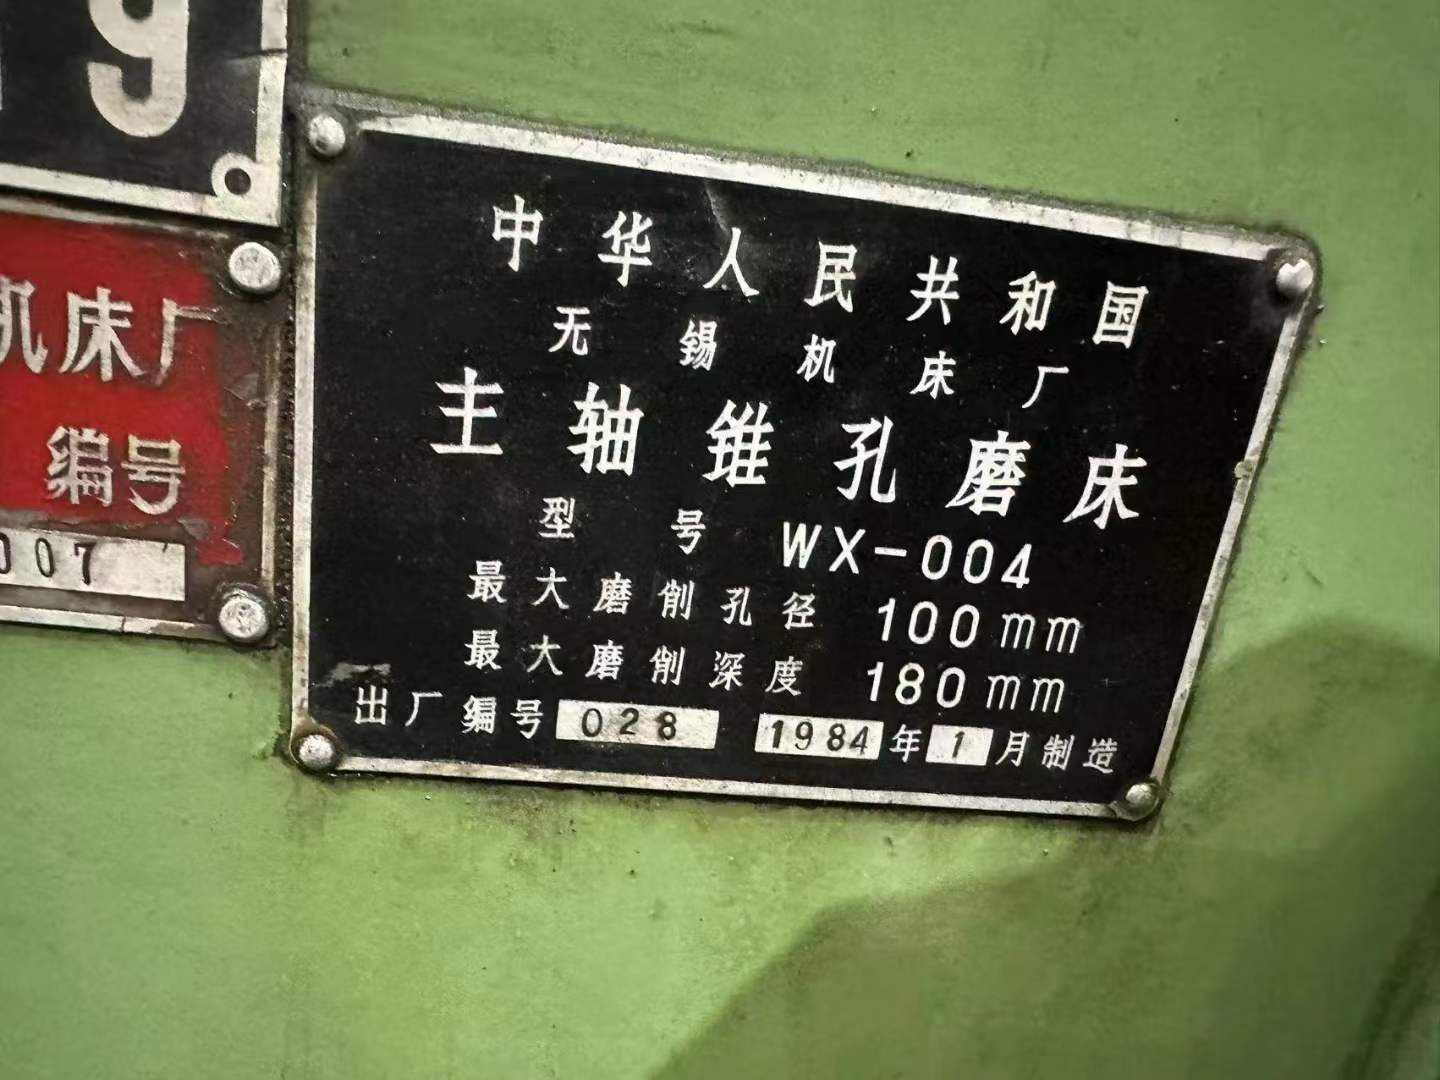 9
机床厂
编号
007
中华人民共和国
无锡机床厂
主轴锥孔磨床
型号 WX-004
最大磨削孔径 100mm
最大磨削深度 180mm
出厂编号 028 1984年1月制造